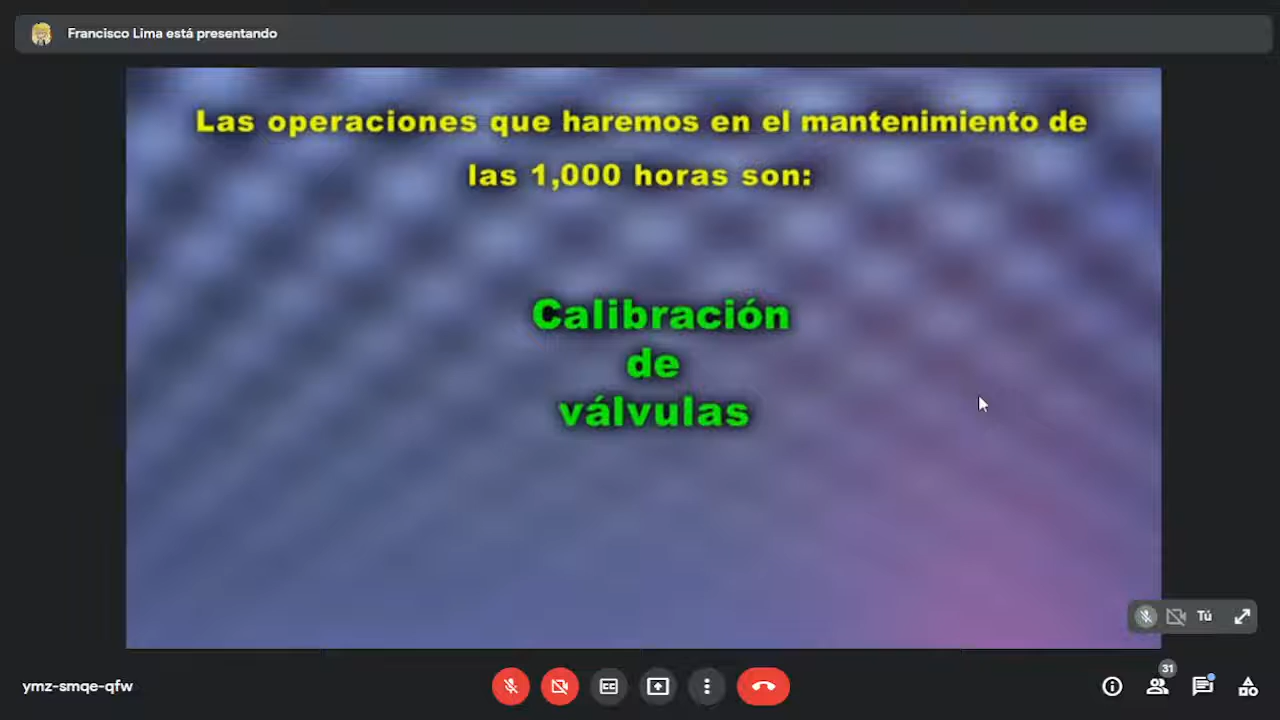 Francisco Lima está presentando
Las operaciones que haremos en el mantenimiento de
las 1,000 horas son:
Calibración
de
válvulas
Tú
31
ymz-smqe-qfw
CC